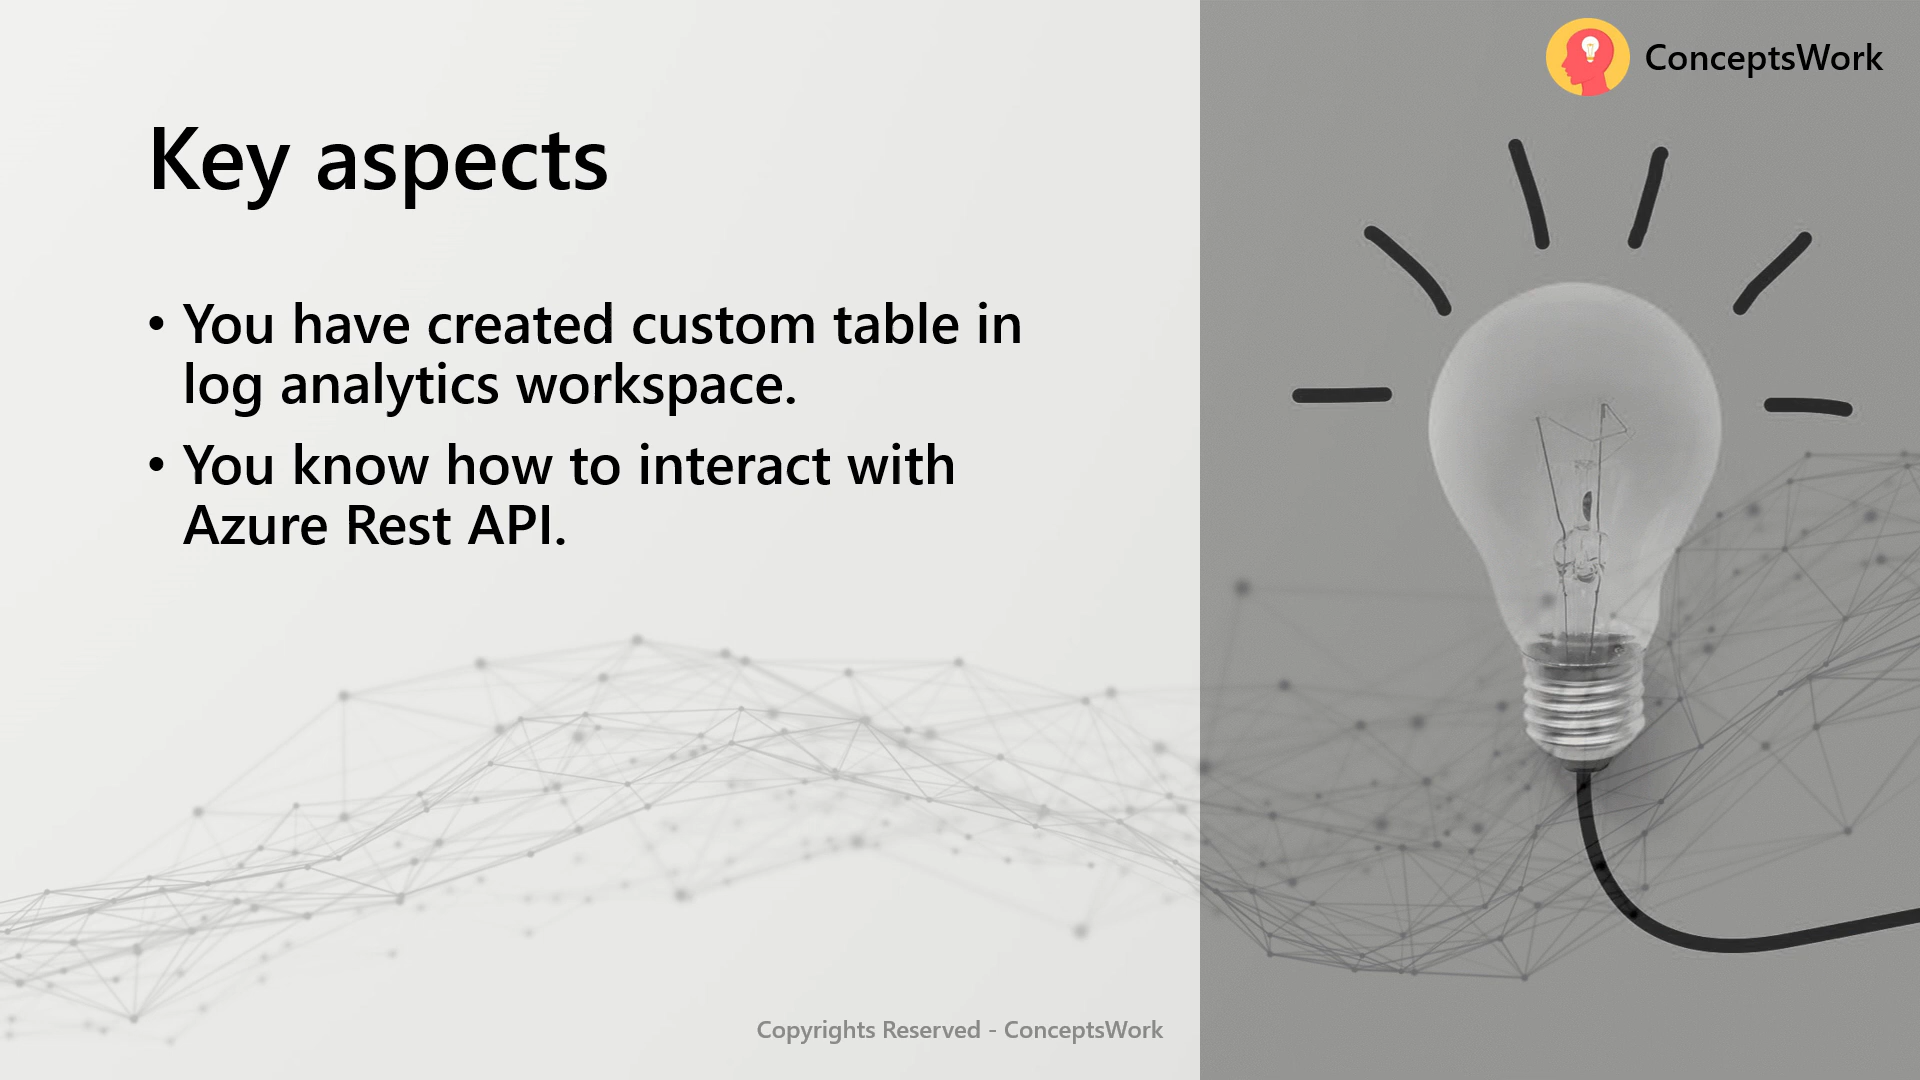 ConceptsWork
Key aspects
• You have created custom table in
log analytics workspace.
• You know how to interact with
Azure Rest API.
Copyrights Reserved - ConceptsWork